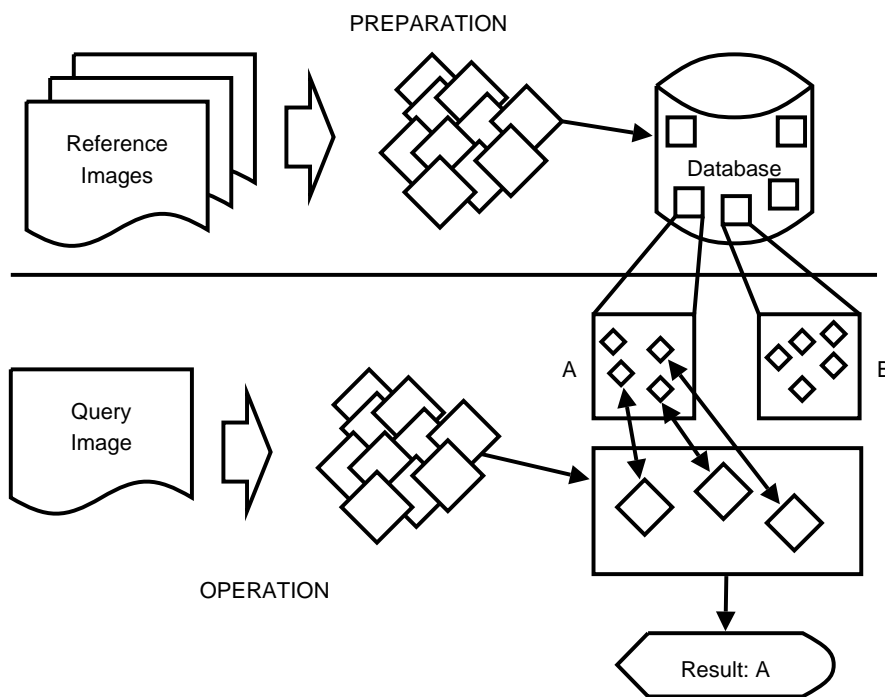 PREPARATION
Reference
Images
Database
A
B
Query
Image
OPERATION
Result: A